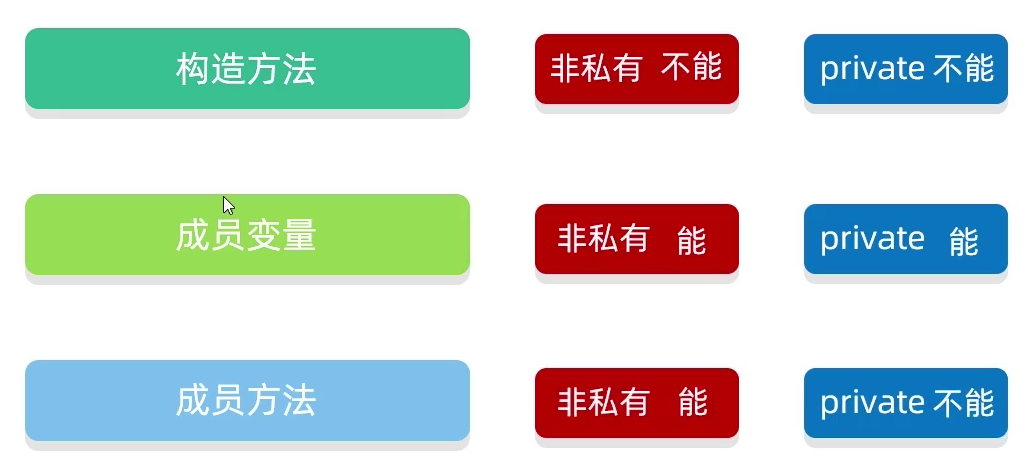 构造方法 非私有 不能 private 不能
成员变量 非私有 能 private 能
成员方法 非私有 能 private 不能